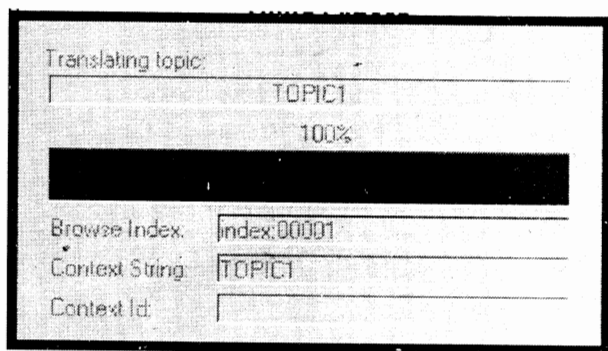 Translating topic:
TOPIC1
100%
Browse Index: index:00001
Context String: TOPIC1
Context Id: